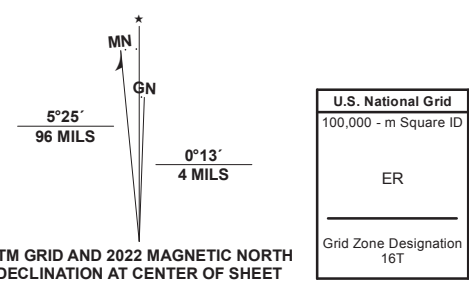 MN
GN
5°25´
96 MILS
0°13´
4 MILS
TM GRID AND 2022 MAGNETIC NORTH
DECLINATION AT CENTER OF SHEET
U.S. National Grid
100,000 - m Square ID
ER
Grid Zone Designation
16T